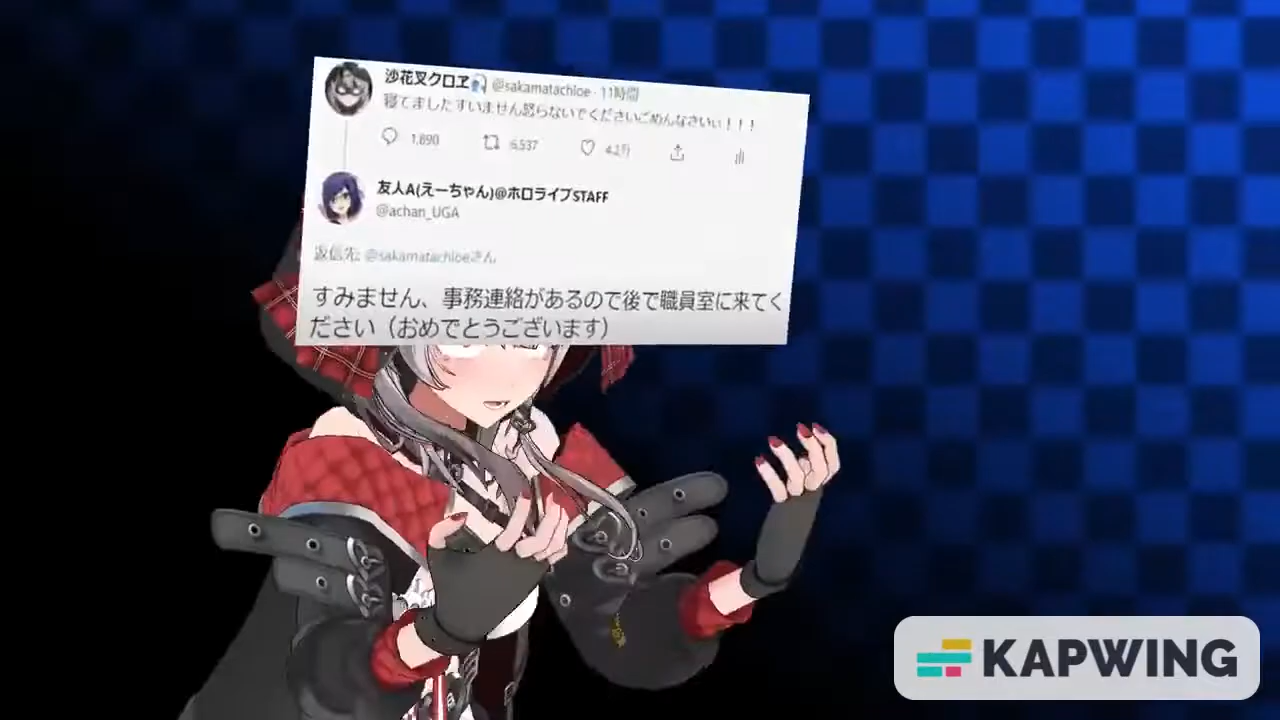 沙花叉クロヱ @sakamatachloe · 11時間
寝てましたすいません怒らないでくださいごめんなさいぃ！！！
1,890 6,537 4.2万
友人A(えーちゃん)@ホロライブSTAFF
@achan_UGA
返信先: @sakamatachloeさん
すみません、事務連絡があるので後で職員室に来てく
ださい（おめでとうございます）
KAPWING